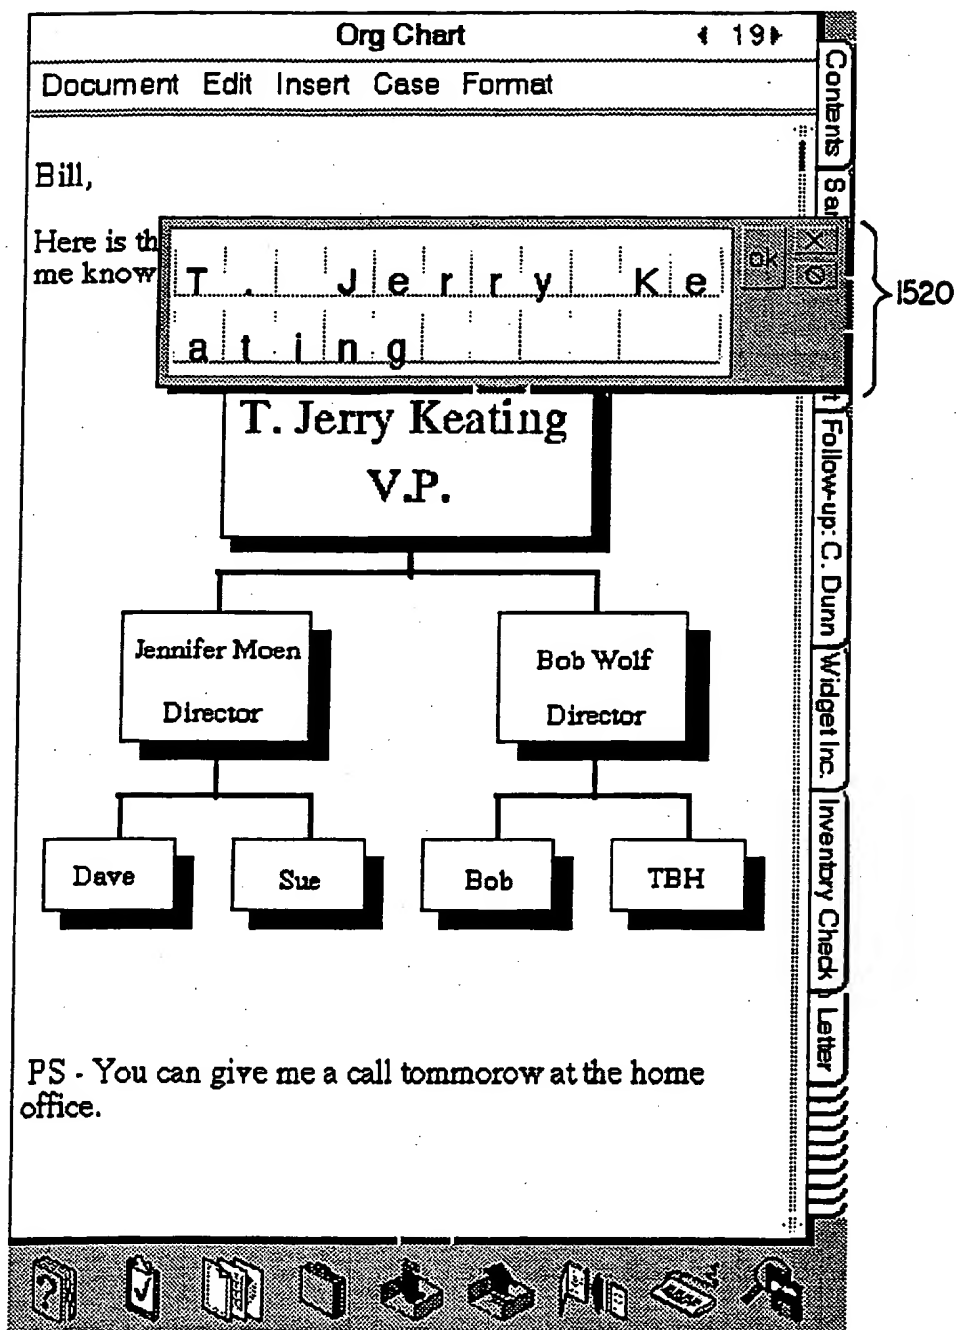 Org Chart 19
Document Edit Insert Case Format
Bill,
Here is th
me know
T. Jerry Ke
ating
ok
1520
T. Jerry Keating
V.P.
Jennifer Moen
Director
Bob Wolf
Director
Dave
Sue
Bob
TBH
PS - You can give me a call tommorow at the home
office.
Contents
Follow-up: C. Dunn
Widget Inc.
Inventory Check
Letter